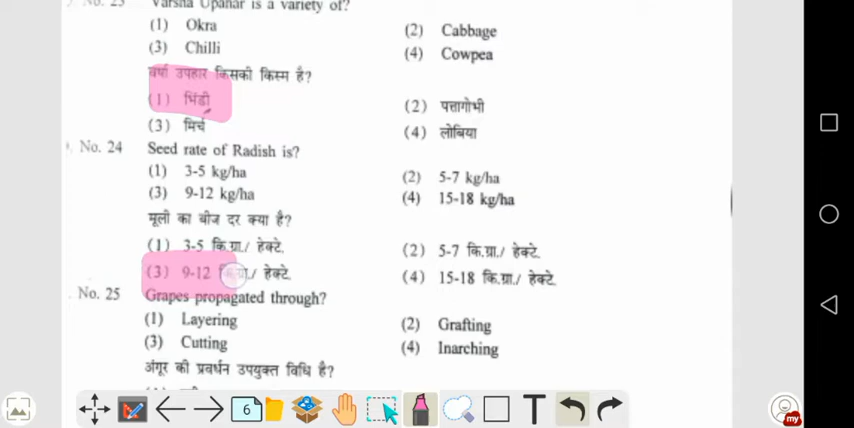 No. 23 Varsha Upahar is a variety of?
(1) Okra (2) Cabbage
(3) Chilli (4) Cowpea
वर्षा उपहार किसकी किस्म है?
(1) भिंडी (2) पत्तागोभी
(3) मिर्च (4) लोबिया
No. 24 Seed rate of Radish is?
(1) 3-5 kg/ha (2) 5-7 kg/ha
(3) 9-12 kg/ha (4) 15-18 kg/ha
मूली का बीज दर क्या है?
(1) 3-5 कि.ग्रा./ हेक्टे. (2) 5-7 कि.ग्रा./ हेक्टे.
(3) 9-12 कि.ग्रा./ हेक्टे. (4) 15-18 कि.ग्रा./ हेक्टे.
No. 25 Grapes propagated through?
(1) Layering (2) Grafting
(3) Cutting (4) Inarching
अंगूर की प्रवर्धन उपयुक्त विधि है?
6 T my